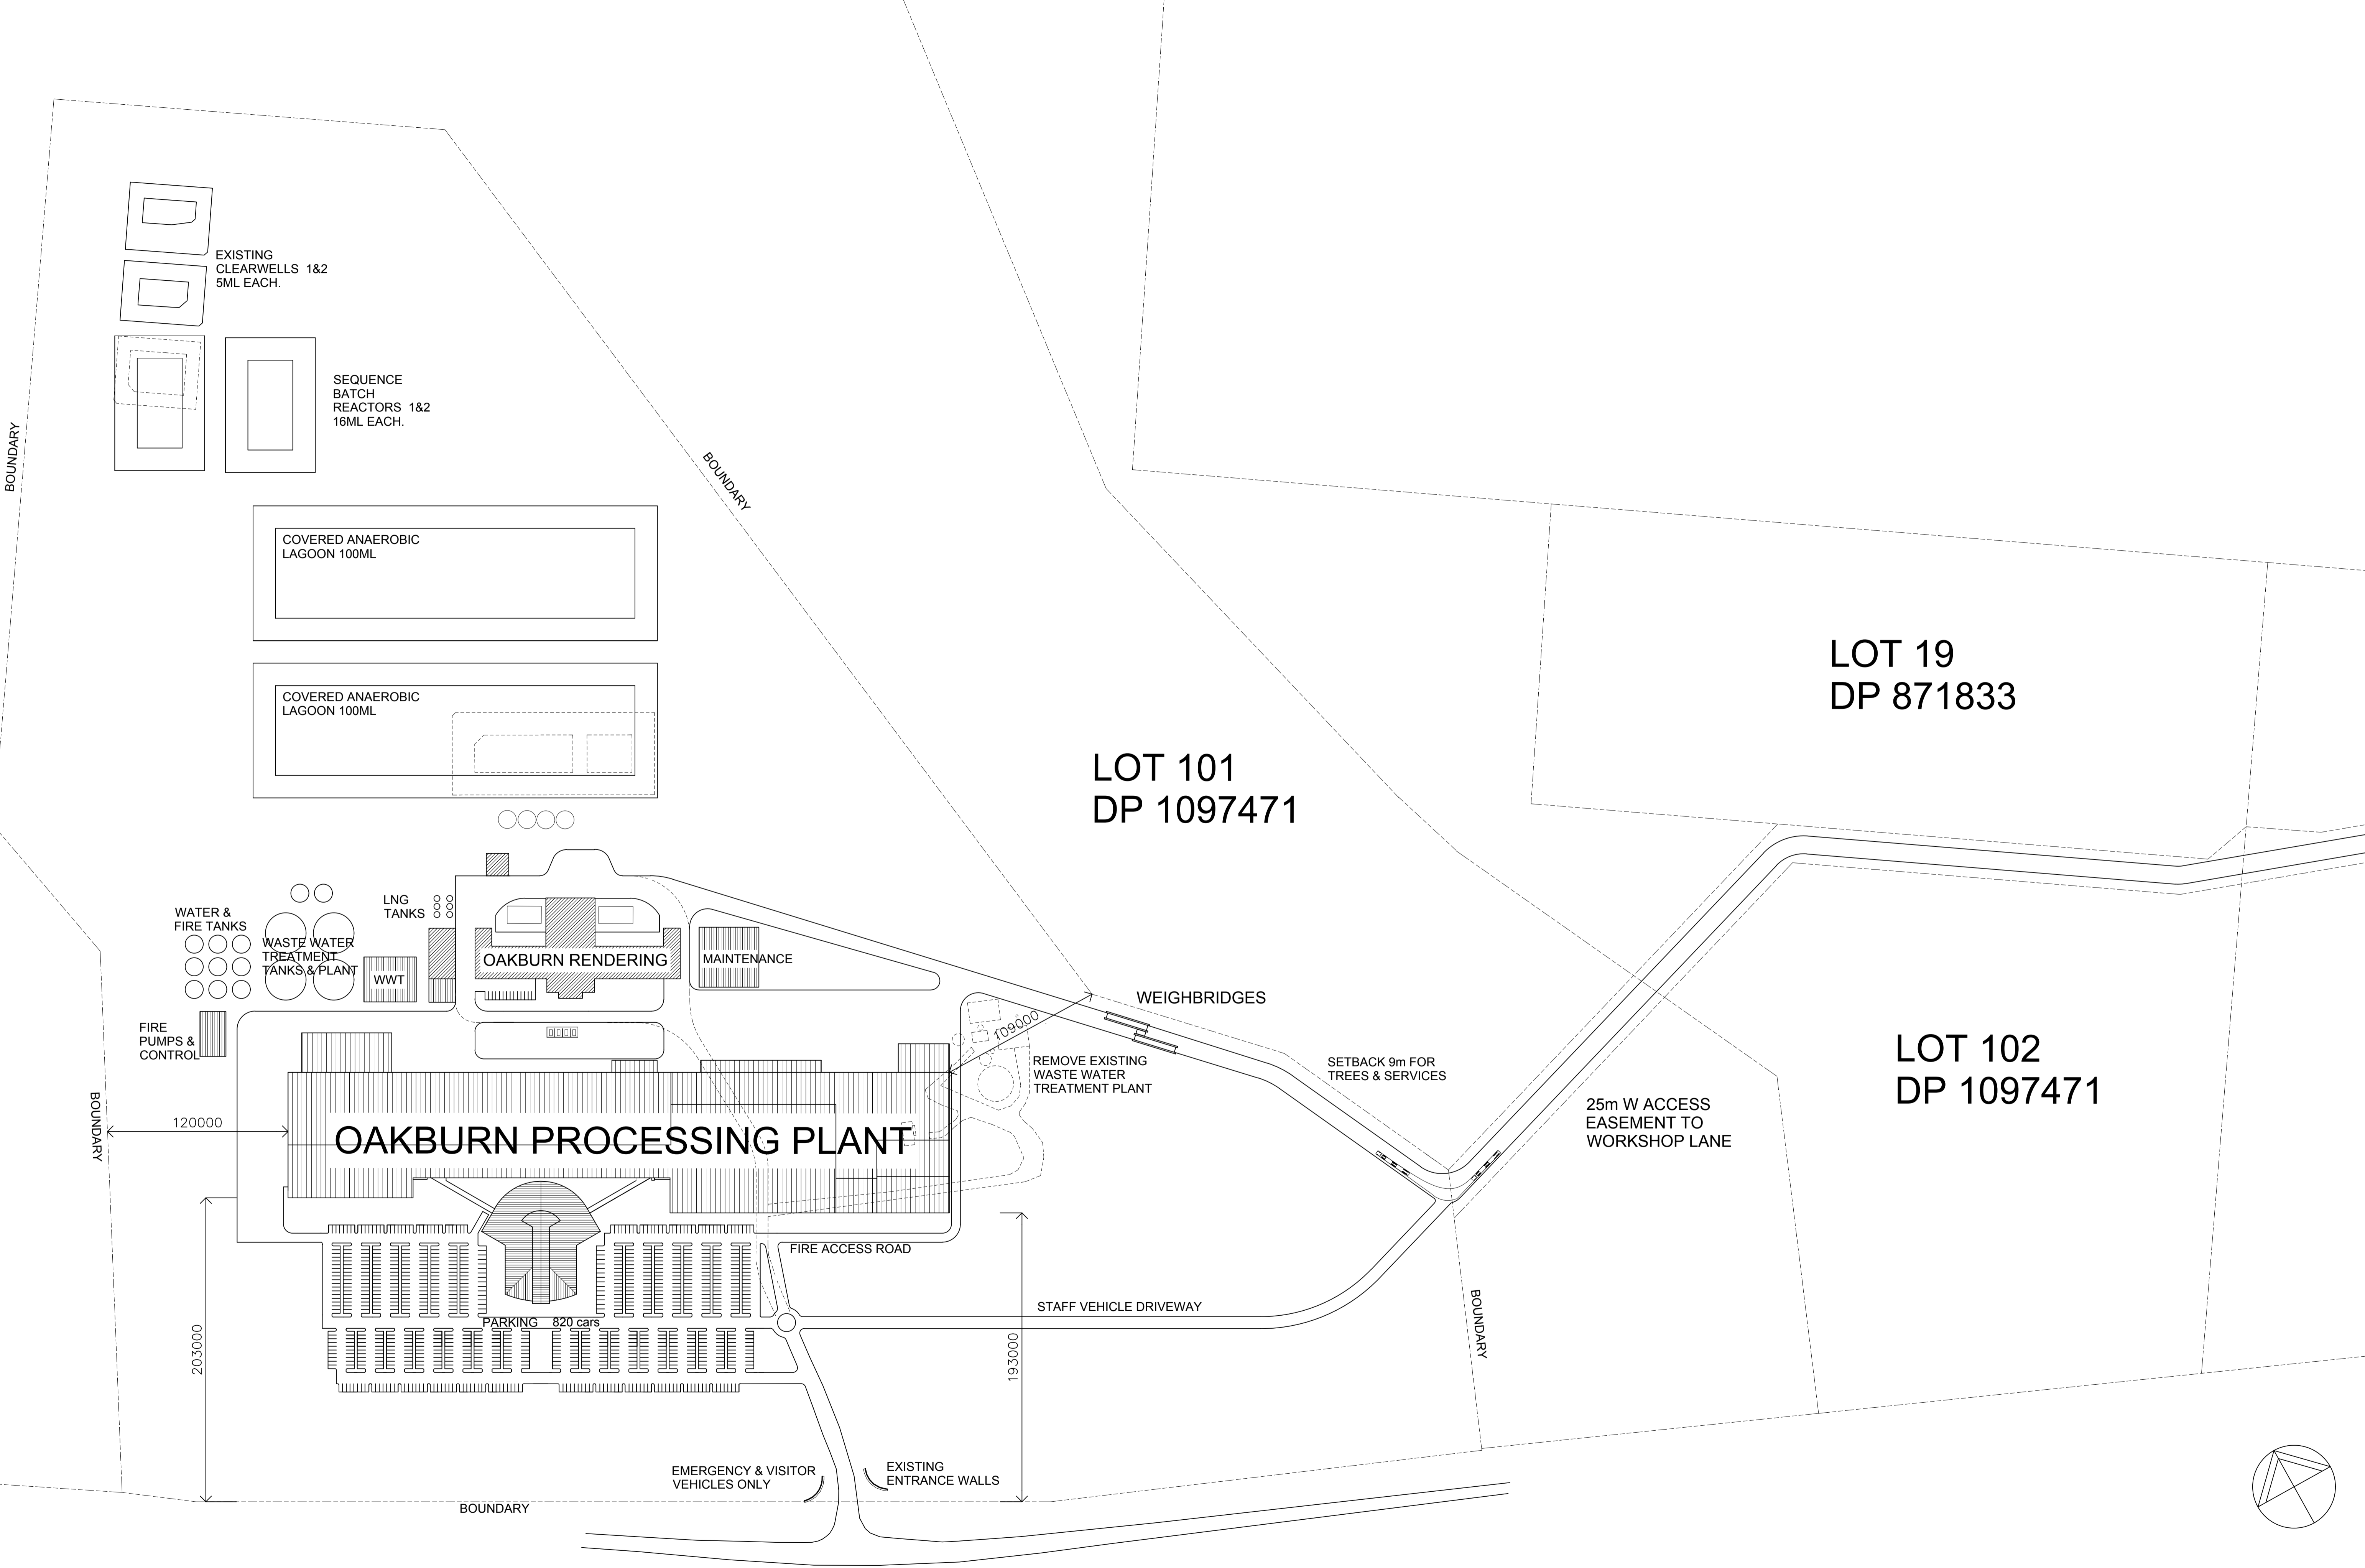 EXISTING
CLEARWELLS 1&2
5ML EACH.
SEQUENCE
BATCH
REACTORS 1&2
16ML EACH.
BOUNDARY
BOUNDARY
COVERED ANAEROBIC
LAGOON 100ML
COVERED ANAEROBIC
LAGOON 100ML
LOT 19
DP 871833
LOT 101
DP 1097471
LNG
TANKS
WATER &
FIRE TANKS
WASTE WATER
TREATMENT
TANKS & PLANT
WWT
OAKBURN RENDERING
MAINTENANCE
WEIGHBRIDGES
109000
FIRE
PUMPS &
CONTROL
REMOVE EXISTING
WASTE WATER
TREATMENT PLANT
SETBACK 9m FOR
TREES & SERVICES
LOT 102
DP 1097471
25m W ACCESS
EASEMENT TO
WORKSHOP LANE
BOUNDARY
120000
OAKBURN PROCESSING PLANT
FIRE ACCESS ROAD
STAFF VEHICLE DRIVEWAY
PARKING 820 cars
203000
193000
BOUNDARY
EMERGENCY & VISITOR
VEHICLES ONLY
EXISTING
ENTRANCE WALLS
BOUNDARY